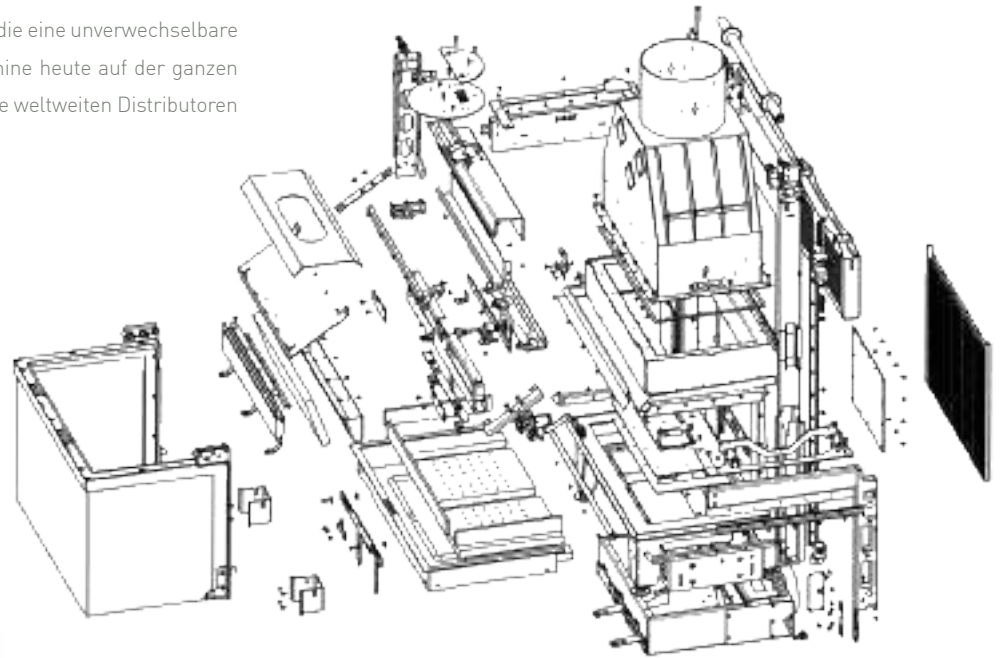 die eine unverwechselbare
hine heute auf der ganzen
e weltweiten Distributoren